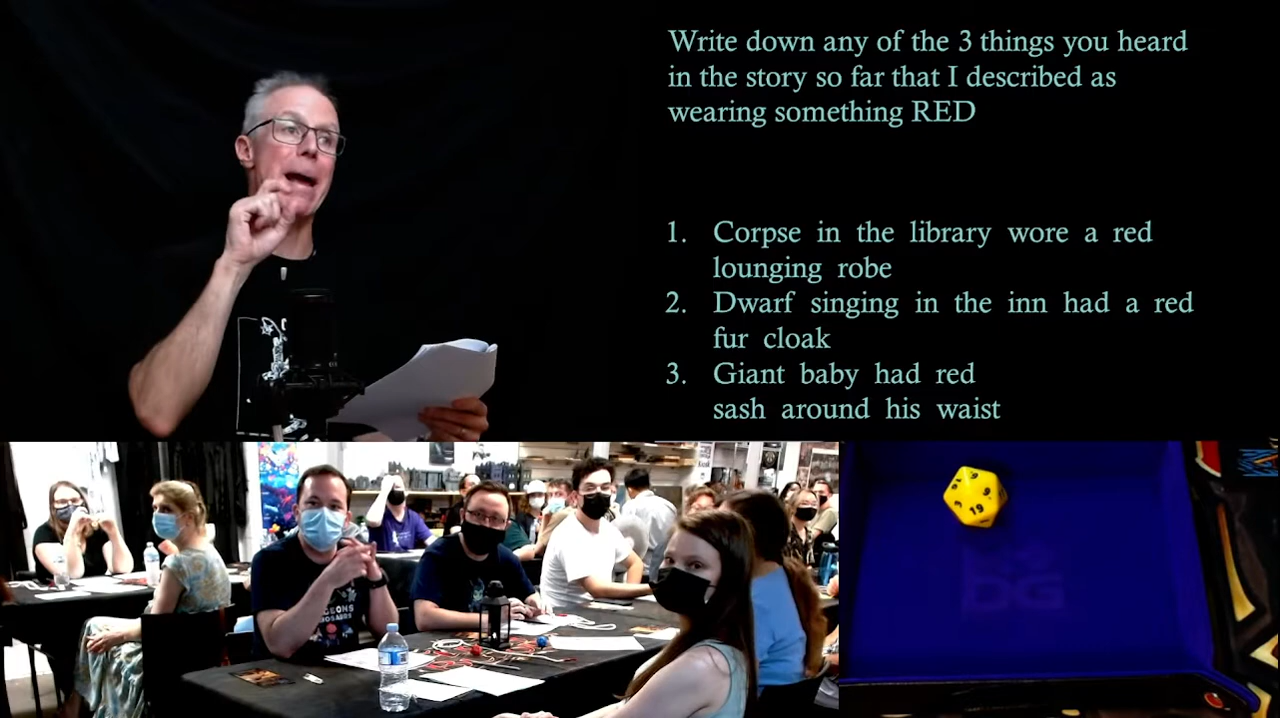 Write down any of the 3 things you heard
in the story so far that I described as
wearing something RED
1. Corpse in the library wore a red
lounging robe
2. Dwarf singing in the inn had a red
fur cloak
3. Giant baby had red
sash around his waist
19
9
DG